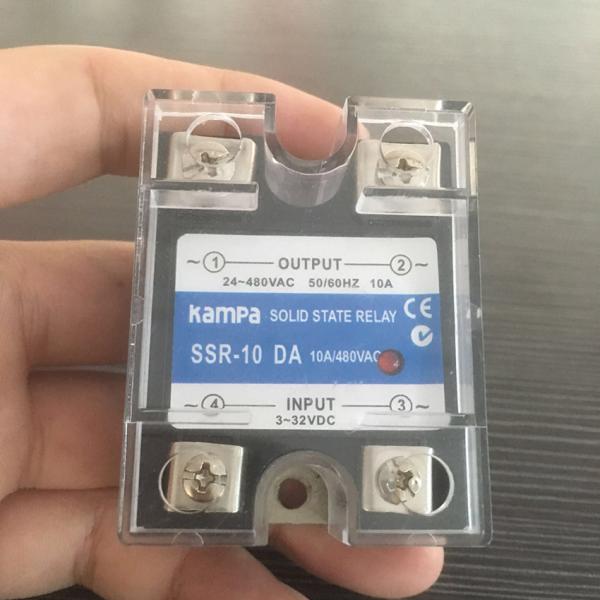 ~ 1 OUTPUT 2 ~
24~480VAC 50/60HZ 10A
KAMPA SOLID STATE RELAY CE
SSR-10 DA 10A/480VAC
~ 4 INPUT 3 ~
3~32VDC